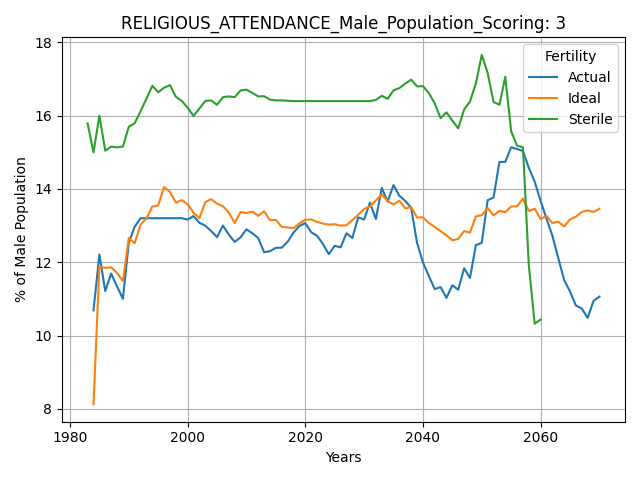 RELIGIOUS_ATTENDANCE_Male_Population_Scoring: 3
% of Male Population
18
16
14
12
10
8
1980
2000
2020
2040
2060
Years
Fertility
Actual
Ideal
Sterile